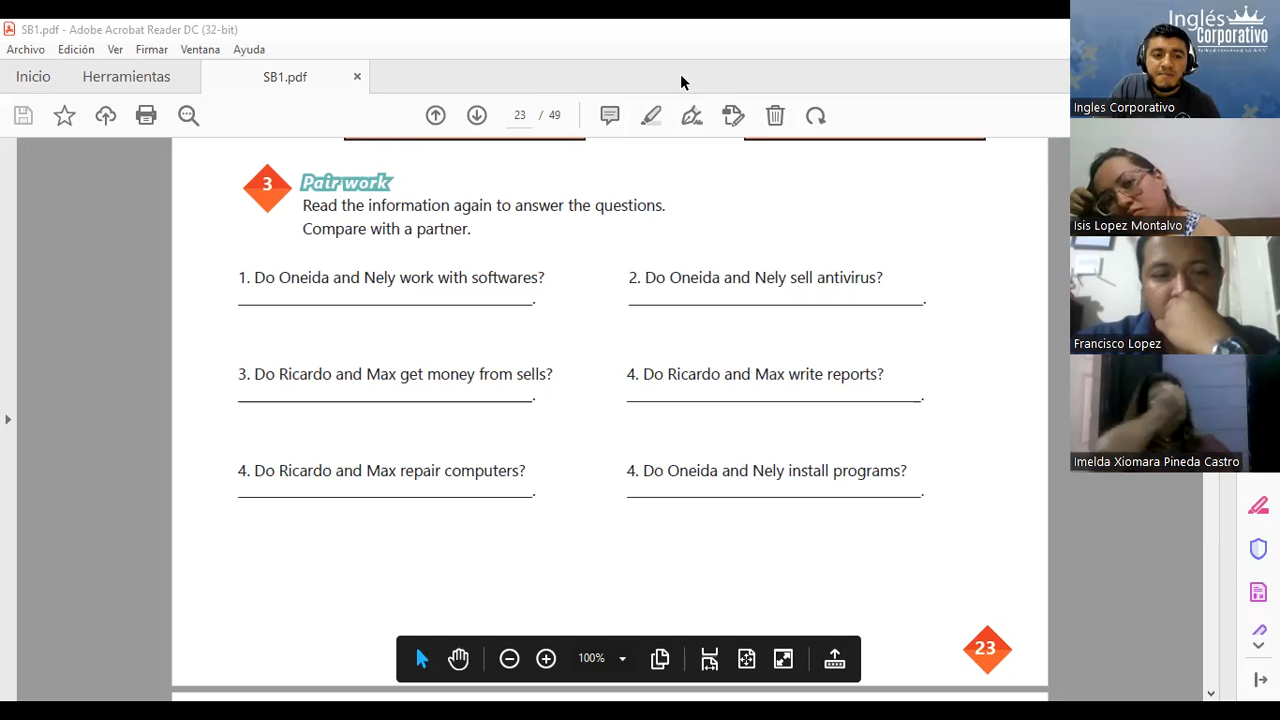 SB1.pdf - Adobe Acrobat Reader DC (32-bit)
Archivo Edición Ver Firmar Ventana Ayuda
Inicio Herramientas SB1.pdf ×
23 / 49
3 Pair work
Read the information again to answer the questions.
Compare with a partner.
1. Do Oneida and Nely work with softwares?
2. Do Oneida and Nely sell antivirus?
3. Do Ricardo and Max get money from sells?
4. Do Ricardo and Max write reports?
4. Do Ricardo and Max repair computers?
4. Do Oneida and Nely install programs?
100%
23
Inglés
Corporativo
Ingles Corporativo
Isis Lopez Montalvo
Francisco Lopez
Imelda Xiomara Pineda Castro